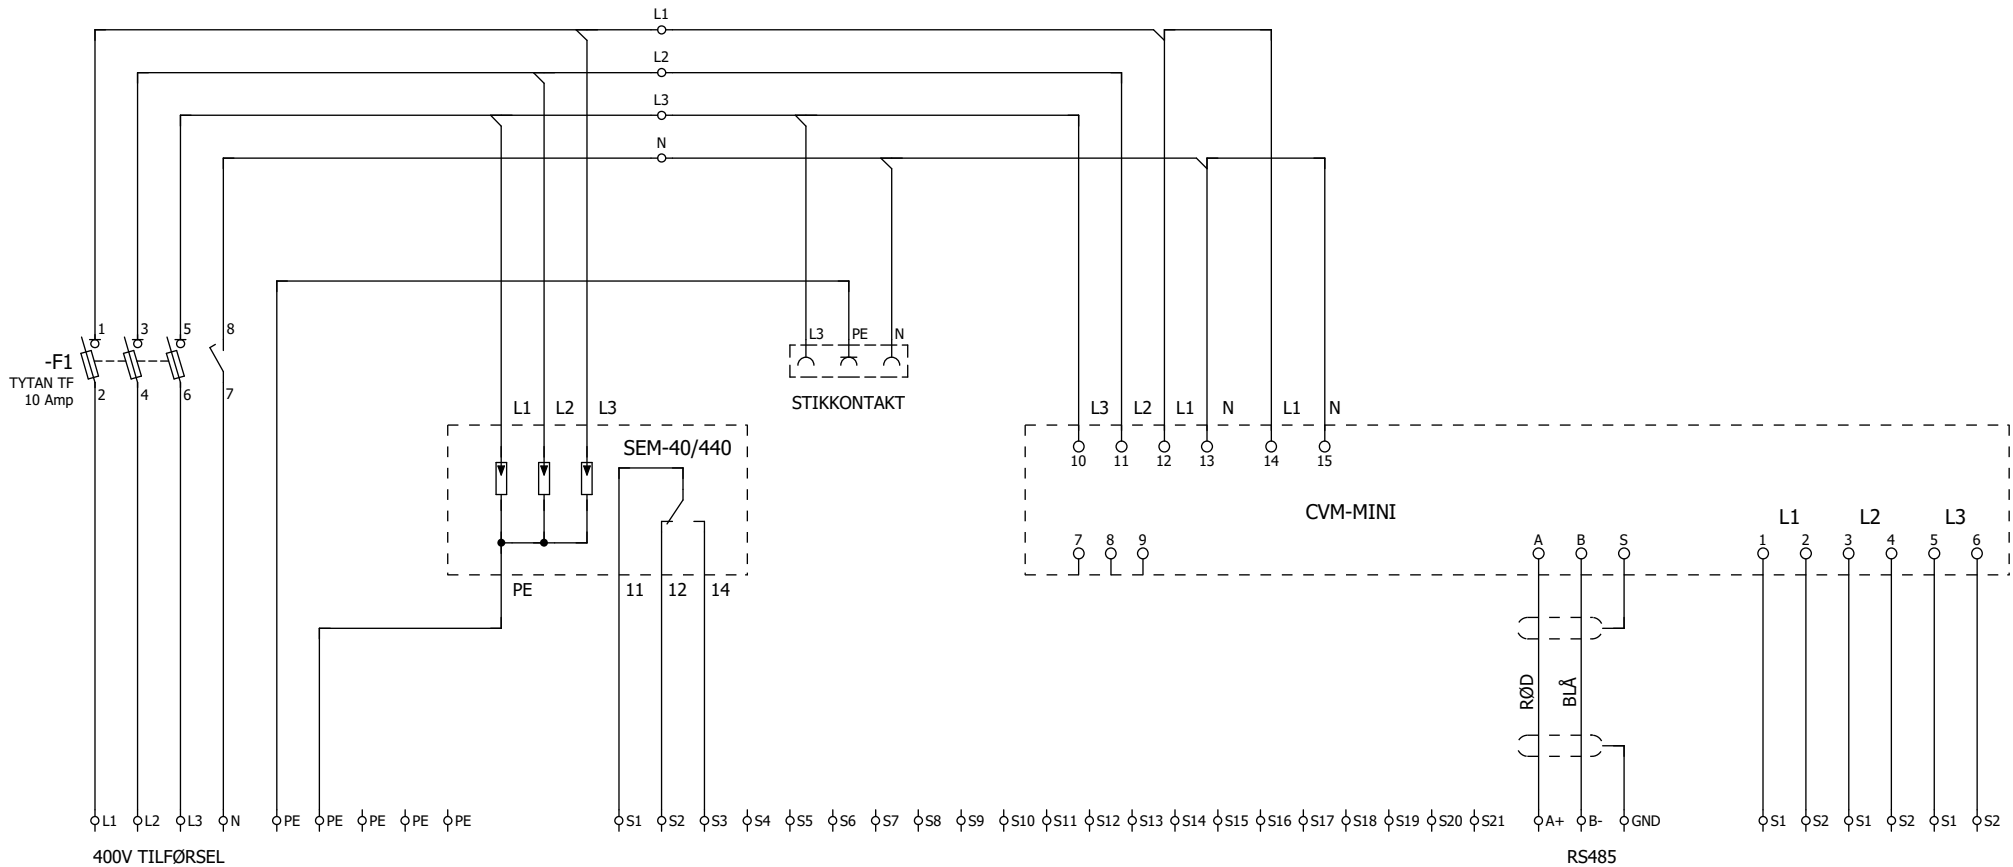 L1
L2
L3
N
1 3 5 8
-F1
TYTAN TF
10 Amp
2 4 6 7
L3 PE N
STIKKONTAKT
L1 L2 L3
SEM-40/440
PE 11 12 14
L3 L2 L1 N L1 N
10 11 12 13 14 15
CVM-MINI
L1 L2 L3
7 8 9 A B S 1 2 3 4 5 6
RØD BLÅ
L1 L2 L3 N PE PE PE PE PE S1 S2 S3 S4 S5 S6 S7 S8 S9 S10 S11 S12 S13 S14 S15 S16 S17 S18 S19 S20 S21 A+ B- GND S1 S2 S1 S2 S1 S2
400V TILFØRSEL
RS485